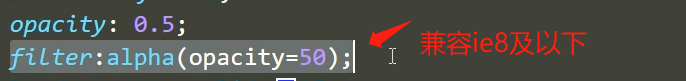 opacity: 0.5;
filter:alpha(opacity=50);
兼容ie8及以下